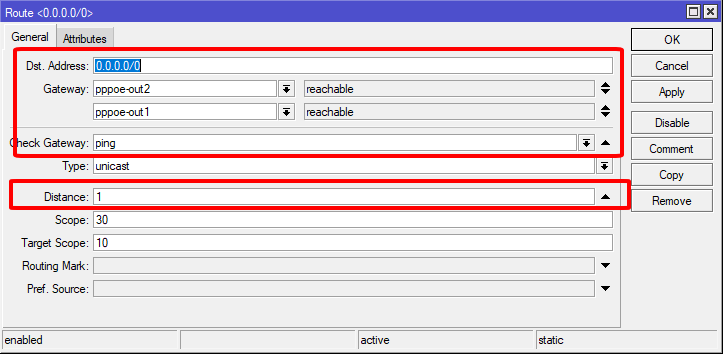 Route <0.0.0.0/0>
General Attributes
Dst. Address: 0.0.0.0/0
Gateway: pppoe-out2 reachable
pppoe-out1 reachable
Check Gateway: ping
Type: unicast
Distance: 1
Scope: 30
Target Scope: 10
Routing Mark:
Pref. Source:
OK
Cancel
Apply
Disable
Comment
Copy
Remove
enabled active static